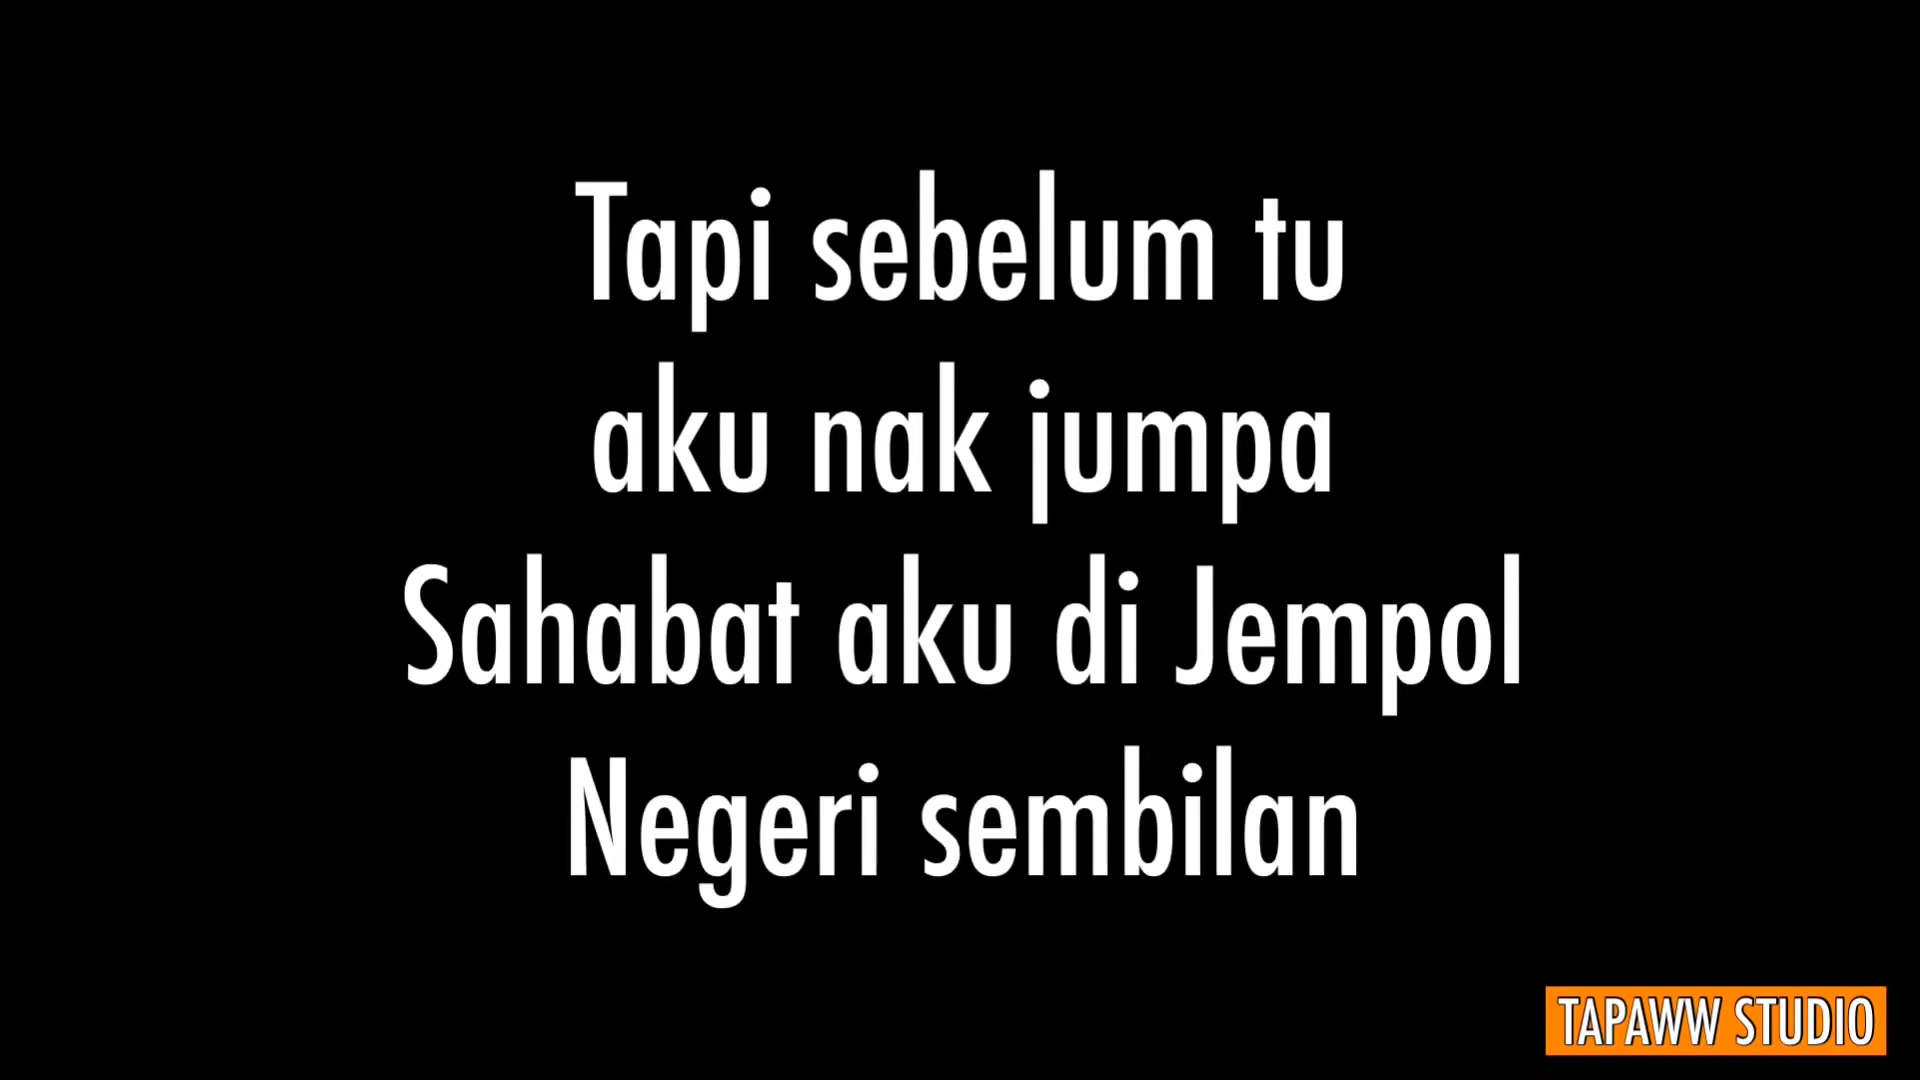 Tapi sebelum tu
aku nak jumpa
Sahabat aku di Jempol
Negeri sembilan
TAPAWW STUDIO